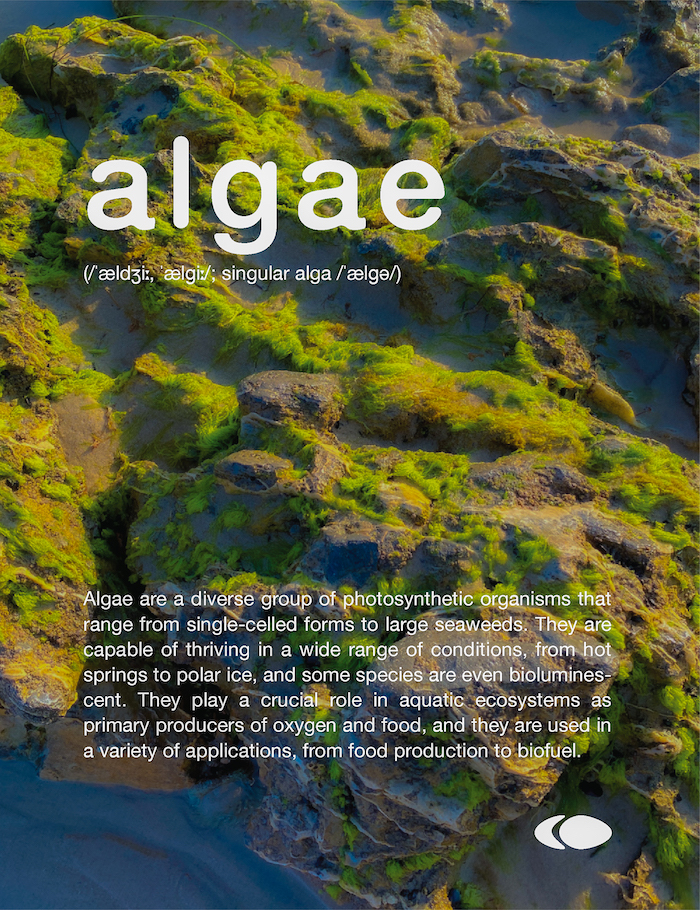 algae
(/ˈældʒiː, ˈælgiː/; singular alga /ˈælgə/)
Algae are a diverse group of photosynthetic organisms that
range from single-celled forms to large seaweeds. They are
capable of thriving in a wide range of conditions, from hot
springs to polar ice, and some species are even biolumines-
cent. They play a crucial role in aquatic ecosystems as
primary producers of oxygen and food, and they are used in
a variety of applications, from food production to biofuel.